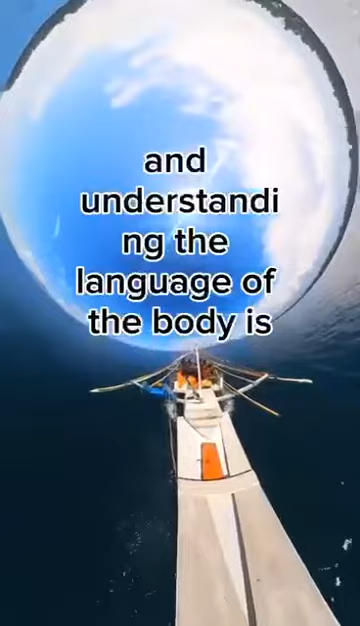 and
understandi
ng the
language of
the body is